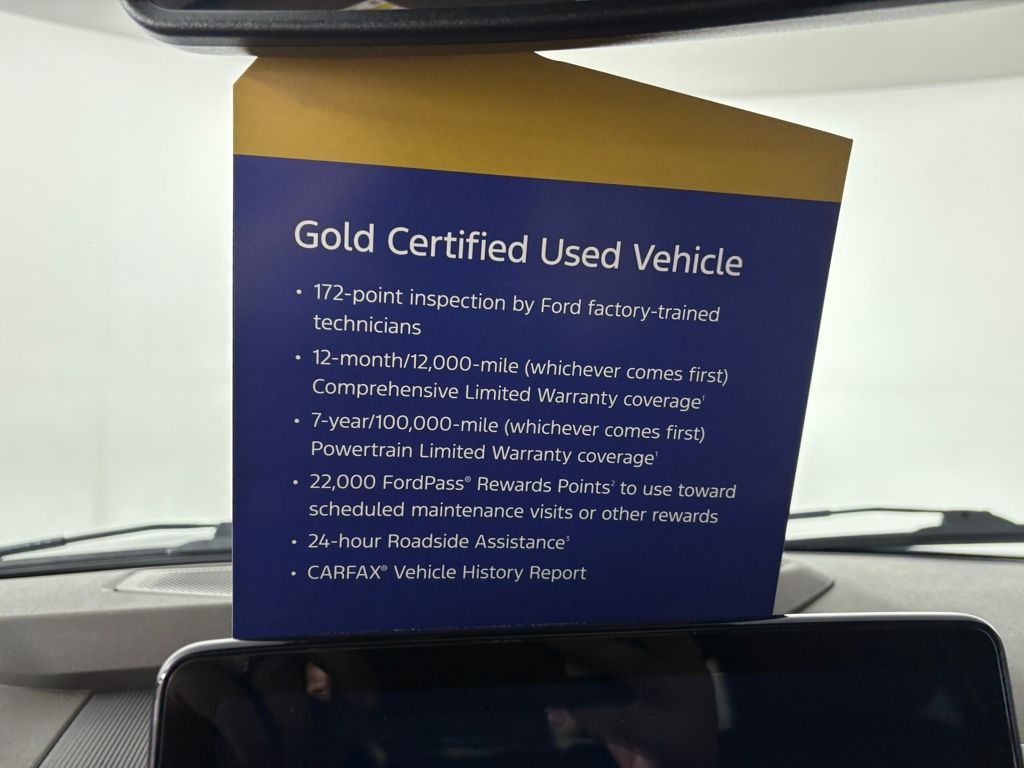 Gold Certified Used Vehicle
• 172-point inspection by Ford factory-trained
technicians
• 12-month/12,000-mile (whichever comes first)
Comprehensive Limited Warranty coverage¹
• 7-year/100,000-mile (whichever comes first)
Powertrain Limited Warranty coverage¹
• 22,000 FordPass® Rewards Points² to use toward
scheduled maintenance visits or other rewards
• 24-hour Roadside Assistance³
• CARFAX® Vehicle History Report